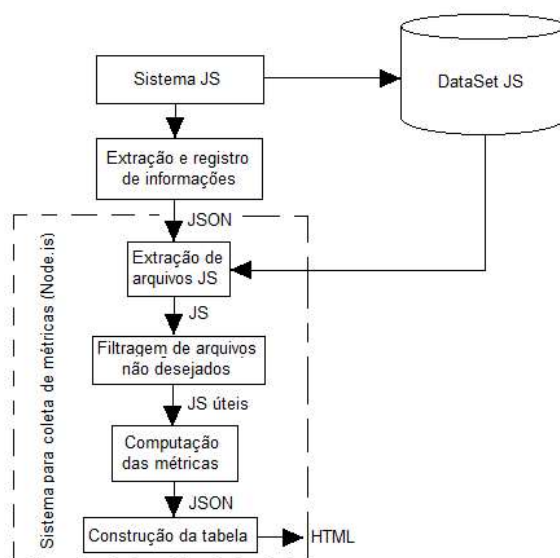 Sistema JS
DataSet JS
Extração e registro
de informações
JSON
Sistema para coleta de métricas (Node.js)
Extração de
arquivos JS
JS
Filtragem de arquivos
não desejados
JS úteis
Computação
das métricas
JSON
Construção da tabela
HTML